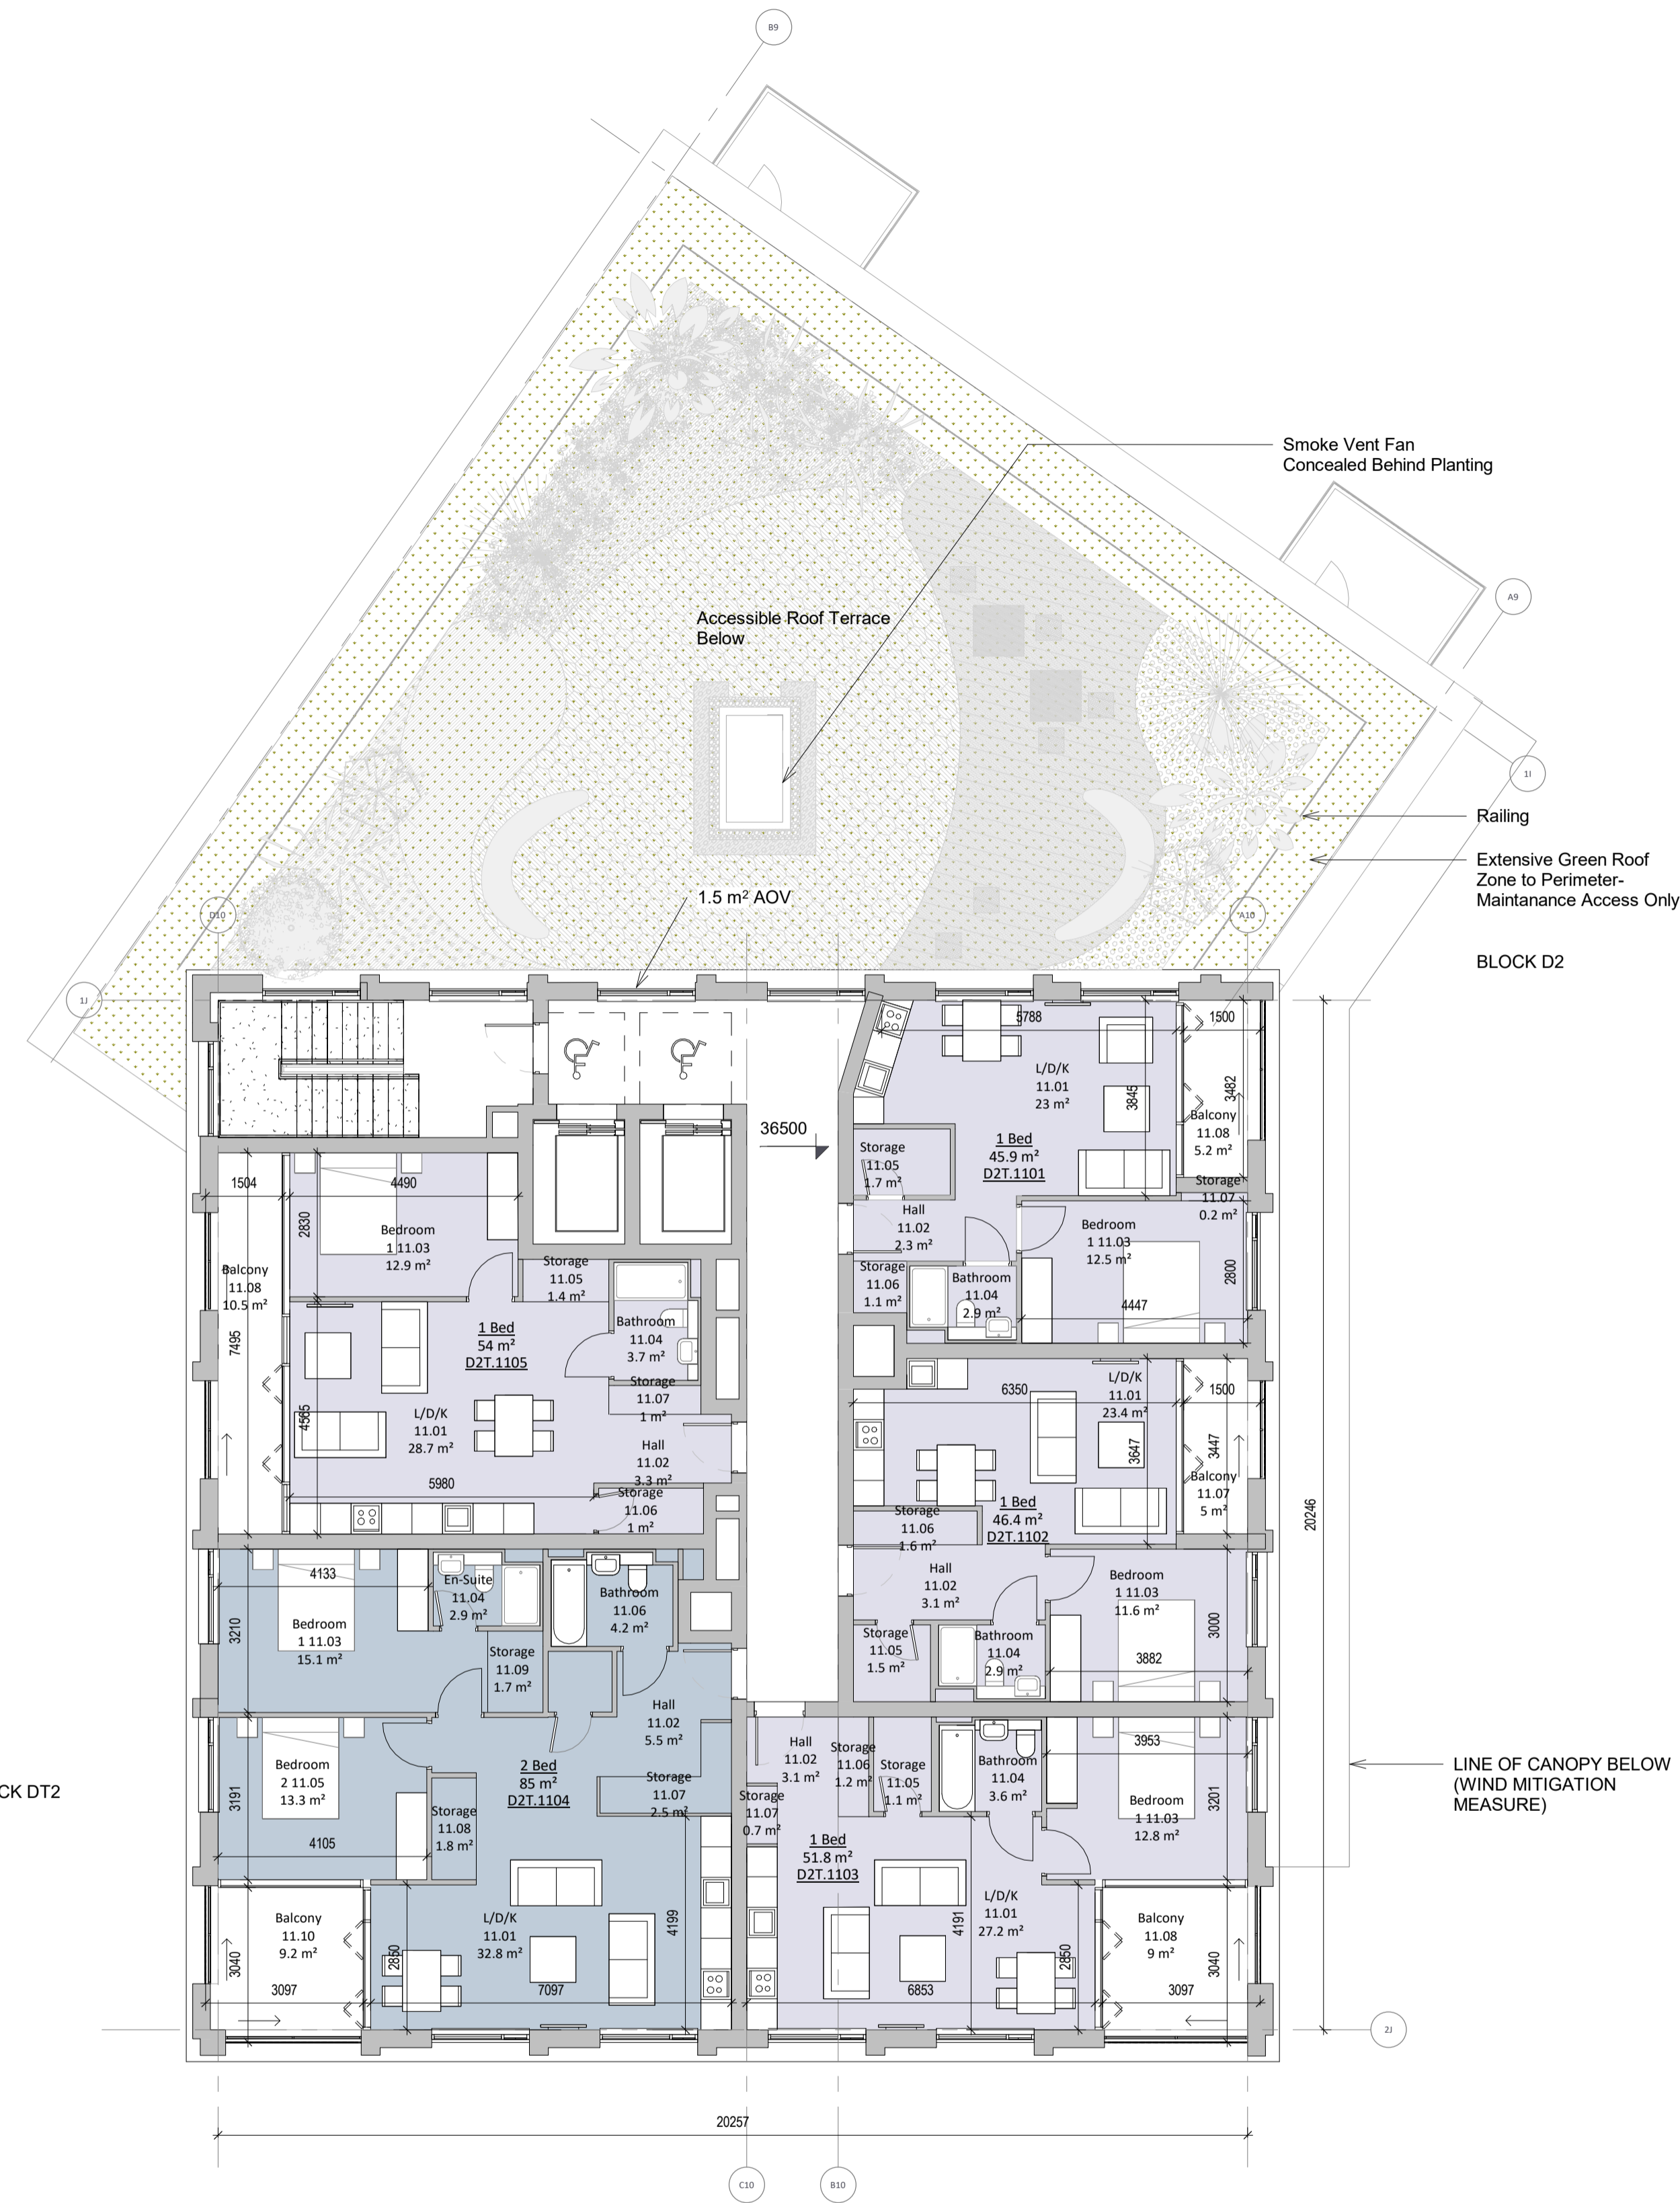 B9
Smoke Vent Fan
Concealed Behind Planting
A9
Accessible Roof Terrace
Below
1I
Railing
Extensive Green Roof
Zone to Perimeter-
Maintanance Access Only
1.5 m² AOV
D10
A10
BLOCK D2
1J
5788
1500
L/D/K
11.01
23 m²
3845
3482
Balcony
11.08
5.2 m²
36500
1 Bed
45.9 m²
D2T.1101
Storage
11.05
1.7 m²
Storage
11.07
0.2 m²
Hall
11.02
2.3 m²
Bedroom
1 11.03
12.5 m²
Storage
11.06
1.1 m²
Bathroom
11.04
2.9 m²
2800
4447
1504
4490
2830
Bedroom
1 11.03
12.9 m²
Balcony
11.08
10.5 m²
Storage
11.05
1.4 m²
7495
1 Bed
54 m²
D2T.1105
Bathroom
11.04
3.7 m²
Storage
11.07
1 m²
4565
L/D/K
11.01
28.7 m²
Hall
11.02
3.3 m²
5980
Storage
11.06
1 m²
6350
L/D/K
11.01
23.4 m²
1500
3647
3447
Balcony
11.07
5 m²
1 Bed
46.4 m²
D2T.1102
Storage
11.06
1.6 m²
20246
Hall
11.02
3.1 m²
Bedroom
1 11.03
11.6 m²
3000
Storage
11.05
1.5 m²
Bathroom
11.04
2.9 m²
3882
4133
En-Suite
11.04
2.9 m²
Bathroom
11.06
4.2 m²
3210
Bedroom
1 11.03
15.1 m²
Storage
11.09
1.7 m²
Hall
11.02
5.5 m²
Bedroom
2 11.05
13.3 m²
3191
4105
2 Bed
85 m²
D2T.1104
Storage
11.07
2.5 m²
Storage
11.08
1.8 m²
Hall
11.02
3.1 m²
Storage
11.06
1.2 m²
Storage
11.05
1.1 m²
Bathroom
11.04
3.6 m²
3953
Storage
11.07
0.7 m²
Bedroom
1 11.03
12.8 m²
3201
1 Bed
51.8 m²
D2T.1103
LINE OF CANOPY BELOW
(WIND MITIGATION
MEASURE)
CK DT2
Balcony
11.10
9.2 m²
3040
3097
2850
L/D/K
11.01
32.8 m²
4199
7097
4191
L/D/K
11.01
27.2 m²
6853
2850
Balcony
11.08
9 m²
3040
3097
2J
20257
C10
B10